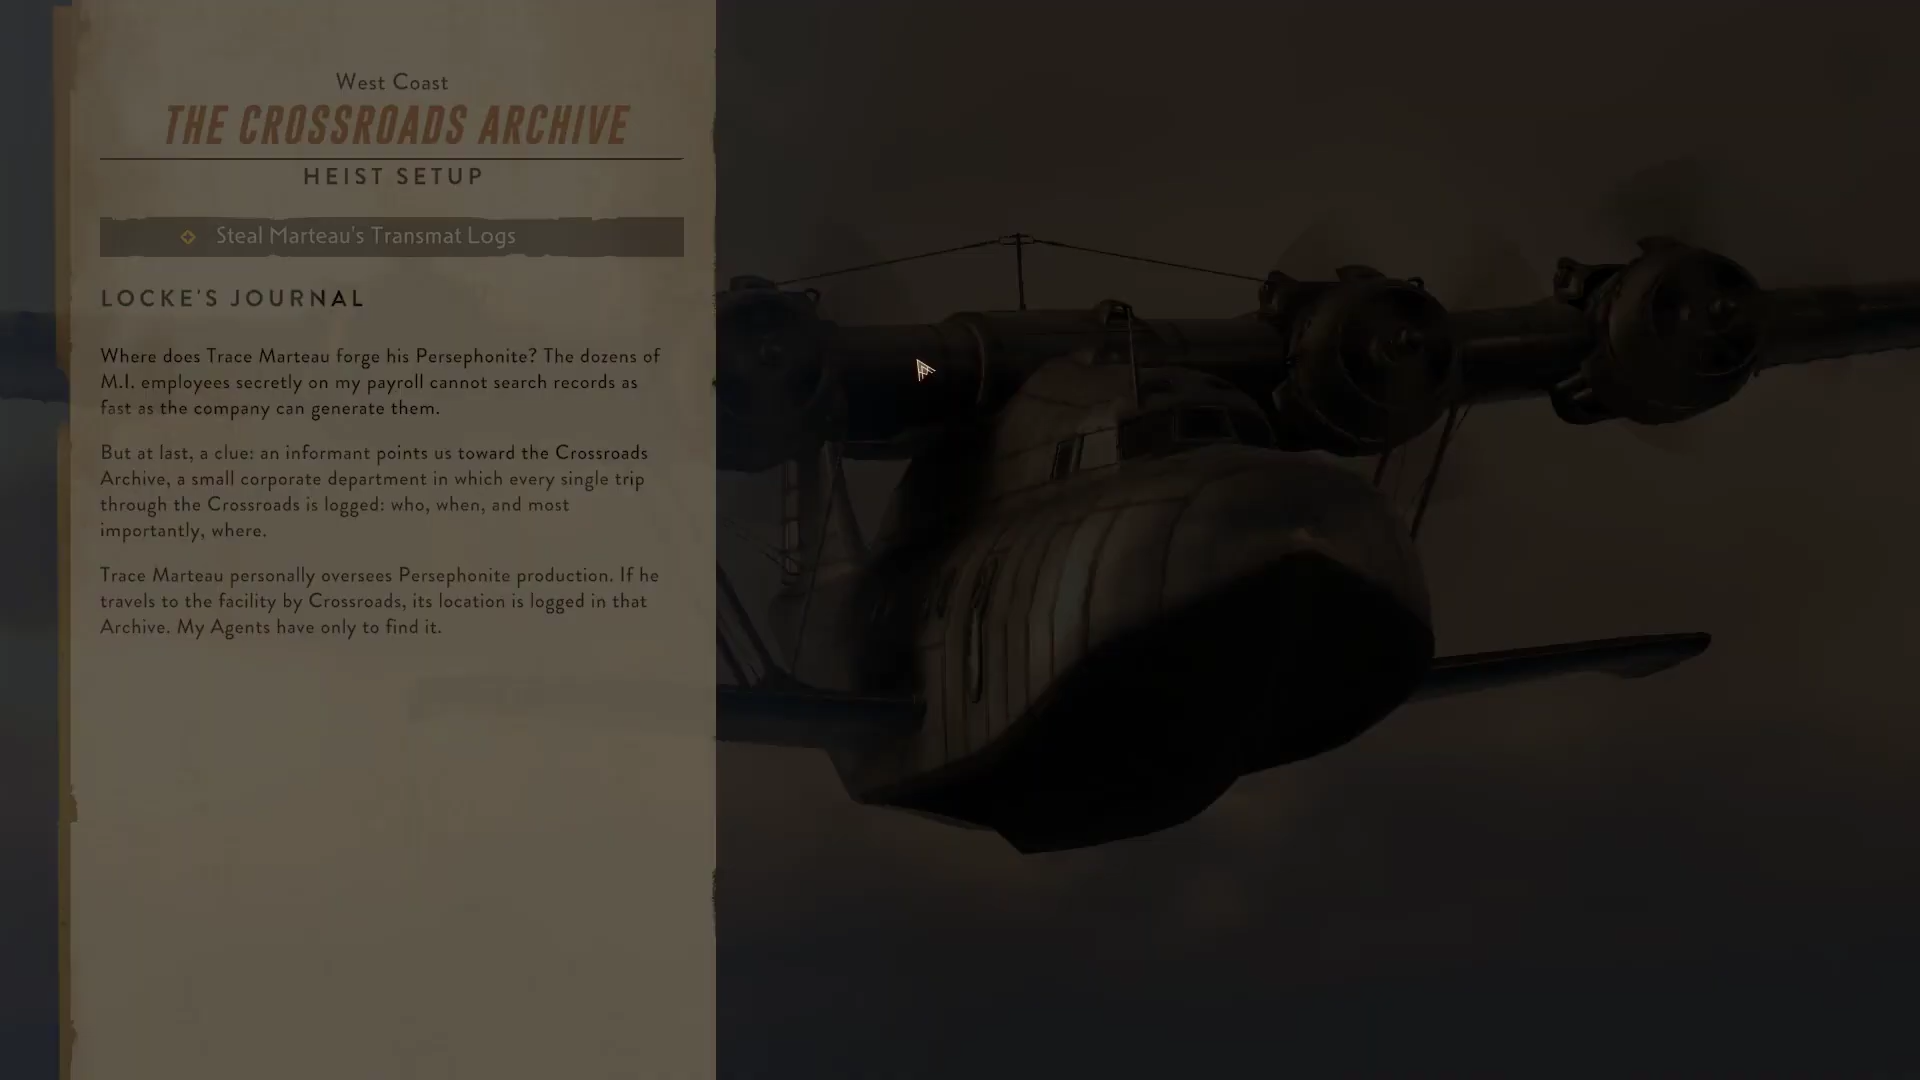 West Coast
THE CROSSROADS ARCHIVE
HEIST SETUP
Steal Marteau's Transmat Logs
LOCKE'S JOURNAL
Where does Trace Marteau forge his Persephonite? The dozens of
M.I. employees secretly on my payroll cannot search records as
fast as the company can generate them.
But at last, a clue: an informant points us toward the Crossroads
Archive, a small corporate department in which every single trip
through the Crossroads is logged: who, when, and most
importantly, where.
Trace Marteau personally oversees Persephonite production. If he
travels to the facility by Crossroads, its location is logged in that
Archive. My Agents have only to find it.